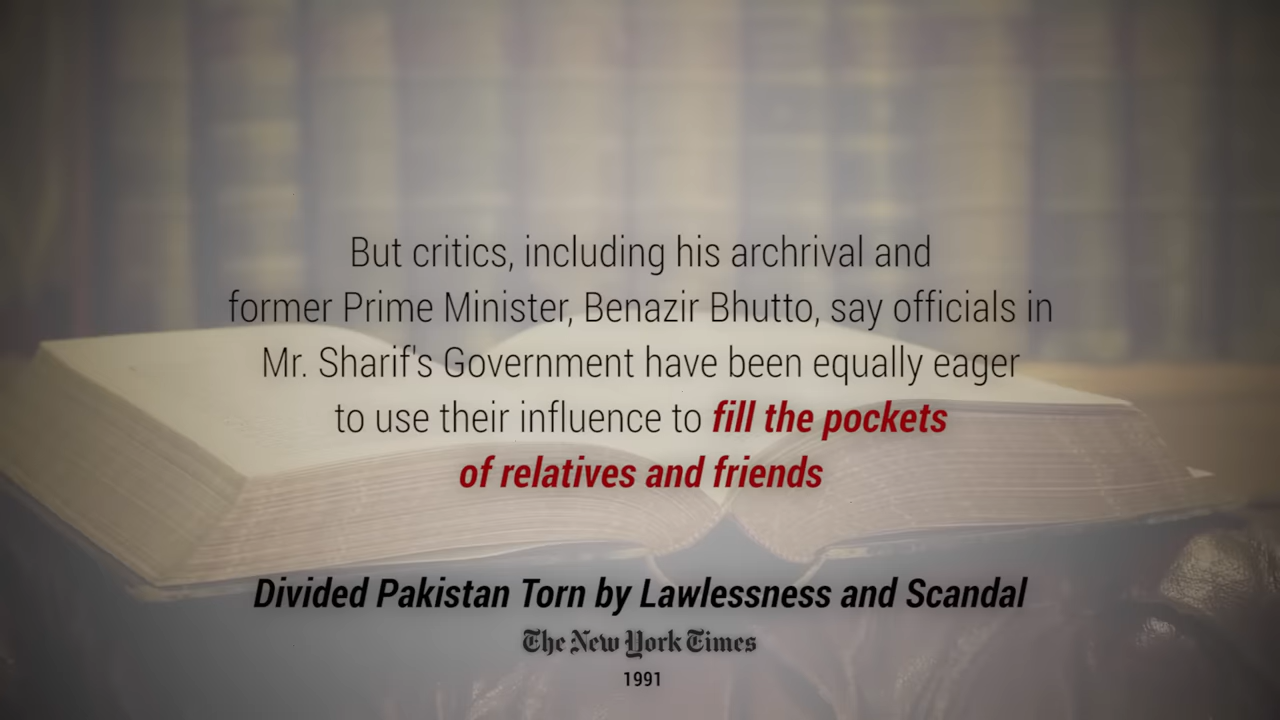 But critics, including his archrival and
former Prime Minister, Benazir Bhutto, say officials in
Mr. Sharif's Government have been equally eager
to use their influence to fill the pockets
of relatives and friends
Divided Pakistan Torn by Lawlessness and Scandal
The New York Times
1991